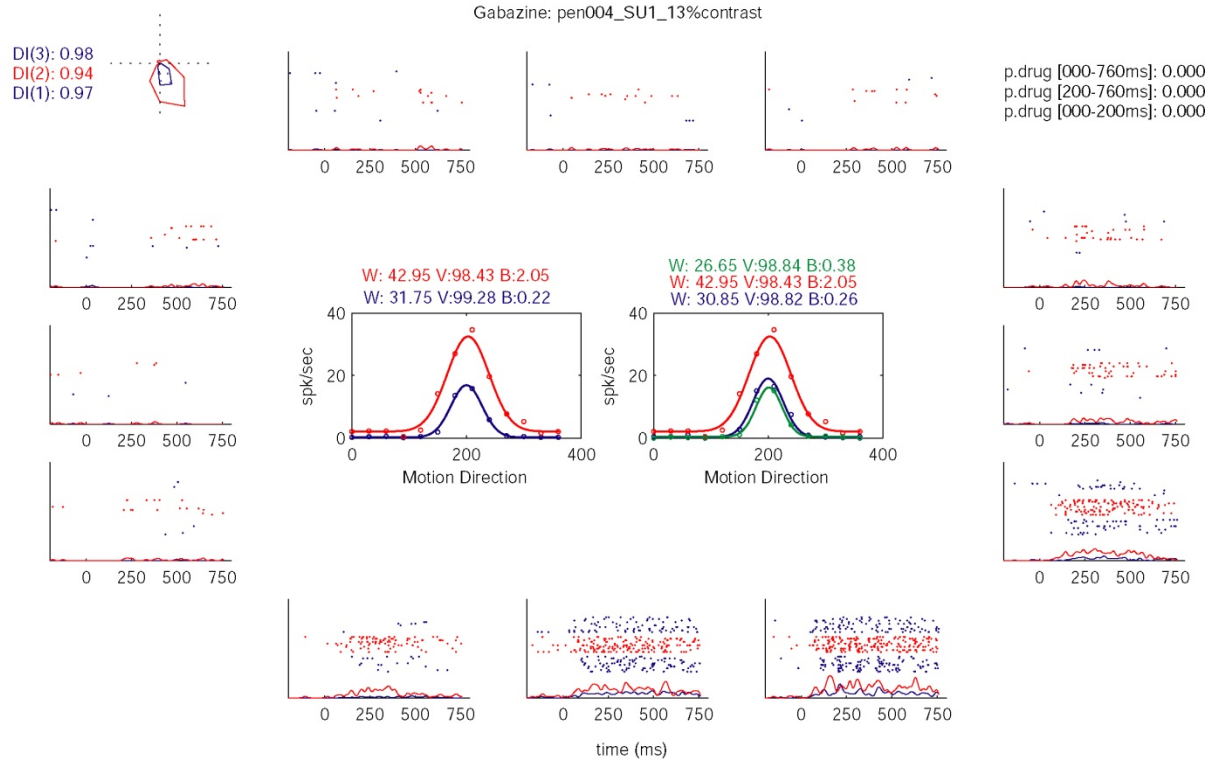 Gabazine: pen004_SU1_13%contrast
DI(3): 0.98
DI(2): 0.94
DI(1): 0.97
p.drug [000-760ms]: 0.000
p.drug [200-760ms]: 0.000
p.drug [000-200ms]: 0.000
0 250 500 750
0 250 500 750
0 250 500 750
0 250 500 750
0 250 500 750
W: 42.95 V:98.43 B:2.05
W: 31.75 V:99.28 B:0.22
40
20
0
spk/sec
0 200 400
Motion Direction
W: 26.65 V:98.84 B:0.38
W: 42.95 V:98.43 B:2.05
W: 30.85 V:98.82 B:0.26
40
20
0
spk/sec
0 200 400
Motion Direction
0 250 500 750
0 250 500 750
0 250 500 750
0 250 500 750
0 250 500 750
0 250 500 750
0 250 500 750
time (ms)